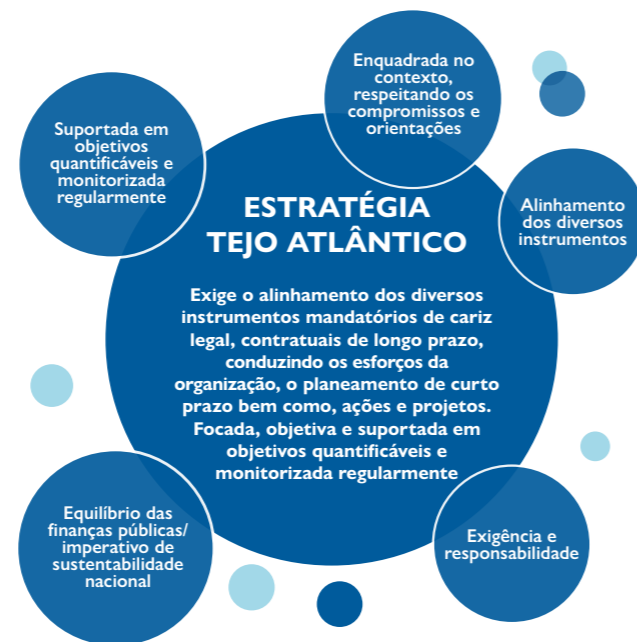 Enquadrada no
contexto,
respeitando os
compromissos e
orientações
Suportada em
objetivos
quantificáveis e
monitorizada
regularmente
Alinhamento
dos diversos
instrumentos
ESTRATÉGIA
TEJO ATLÂNTICO
Exige o alinhamento dos diversos
instrumentos mandatórios de cariz
legal, contratuais de longo prazo,
conduzindo os esforços da
organização, o planeamento de curto
prazo bem como, ações e projetos.
Focada, objetiva e suportada em
objetivos quantificáveis e
monitorizada regularmente
Equilíbrio das
finanças públicas/
imperativo de
sustentabilidade
nacional
Exigência e
responsabilidade